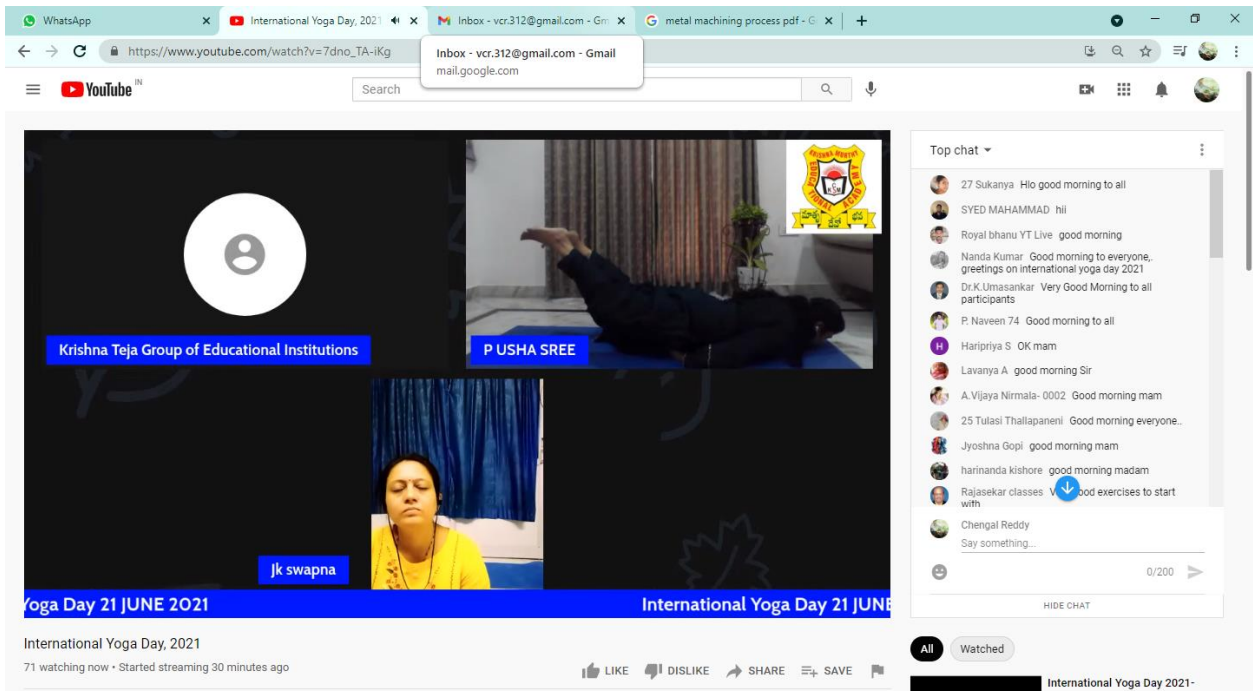 WhatsApp
International Yoga Day, 2021
Inbox - vcr.312@gmail.com - Gm
metal machining process pdf - G
https://www.youtube.com/watch?v=7dno_TA-iKg
Inbox - vcr.312@gmail.com - Gmail
mail.google.com
YouTube IN
Search
KRISHNA MURTHY
EDUCATIONAL ACADEMY
KSM
Krishna Teja Group of Educational Institutions
P USHA SREE
Jk swapna
Yoga Day 21 JUNE 2021
International Yoga Day 21 JUNE
International Yoga Day, 2021
71 watching now • Started streaming 30 minutes ago
LIKE DISLIKE SHARE SAVE
Top chat
27 Sukanya Hlo good morning to all
SYED MAHAMMAD hii
Royal bhanu YT Live good morning
Nanda Kumar Good morning to everyone,.
greetings on international yoga day 2021
Dr.K.Umasankar Very Good Morning to all
participants
P. Naveen 74 Good morning to all
H
Haripriya S OK mam
Lavanya A good morning Sir
A.Vijaya Nirmala- 0002 Good morning mam
25 Tulasi Thallapaneni Good morning everyone..
Jyoshna Gopi good morning mam
harinanda kishore good morning madam
Rajasekar classes exercises to start
with
Chengal Reddy
Say something...
0/200
HIDE CHAT
All Watched
International Yoga Day 2021-